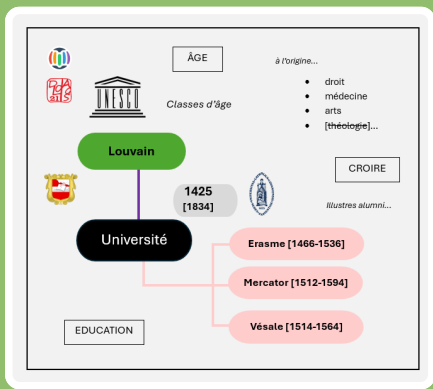 ÂGE
à l'origine...
• droit
• médecine
• arts
• [théologie]...
UNESCO
Classes d'âge
Louvain
CROIRE
1425
[1834]
Illustres alumni...
Université
Erasme [1466-1536]
Mercator [1512-1594]
Vésale [1514-1564]
EDUCATION